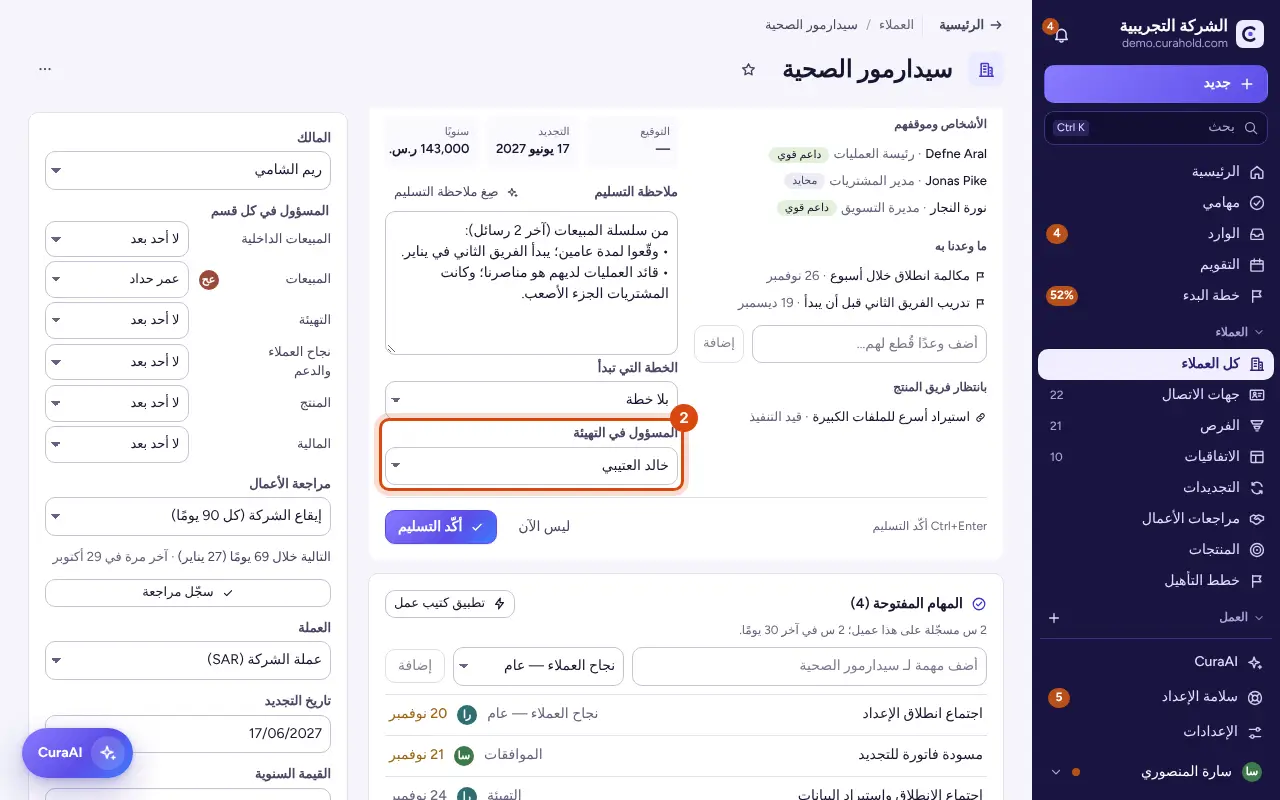 الشركة التجريبية
demo.curahold.com
4
جديد
بحث
Ctrl K
الرئيسية
مهامي
الوارد
4
التقويم
خطة البدء
52%
العملاء
كل العملاء
جهات الاتصال
22
الفرص
21
الاتفاقيات
10
التجديدات
مراجعات الأعمال
المنتجات
خطط التأهيل
العمل
CuraAI
سلامة الإعداد
5
الإعدادات
سارة المنصوري
سا
الرئيسية
العملاء / سيدارمور الصحية
سيدارمور الصحية
الأشخاص وموقفهم
Defne Aral · رئيسة العمليات داعم قوي
Jonas Pike · مدير المشتريات محايد
نورة النجار · مديرة التسويق داعم قوي
ما وعدنا به
مكالمة انطلاق خلال أسبوع · 26 نوفمبر
تدريب الفريق الثاني قبل أن يبدأ · 19 ديسمبر
أضف وعدًا قُطع لهم...
إضافة
بانتظار فريق المنتج
استيراد أسرع للملفات الكبيرة · قيد التنفيذ
التوقيع
—
التجديد
17 يونيو 2027
سنويًا
143,000 ر.س.
ملاحظة التسليم
صِغ ملاحظة التسليم
من سلسلة المبيعات (آخر 2 رسائل):
• وقّعوا لمدة عامين؛ يبدأ الفريق الثاني في يناير.
• قائد العمليات لديهم هو مناصرنا؛ وكانت
المشتريات الجزء الأصعب.
الخطة التي تبدأ
بلا خطة
2
المسؤول في التهيئة
خالد العتيبي
Ctrl+Enter أكّد التسليم
ليس الآن
أكّد التسليم
المهام المفتوحة (4)
تطبيق كتيب عمل
2 س مسجّلة على هذا عميل؛ 2 س في آخر 30 يومًا.
أضف مهمة لـ سيدارمور الصحية
نجاح العملاء — عام
إضافة
اجتماع انطلاق الإعداد
نجاح العملاء — عام
را
20 نوفمبر
مسودة فاتورة للتجديد
الموافقات
سا
21 نوفمبر
اجتماع الانطلاق واستيراد البيانات
التهيئة
را
24 نوفمبر
المالك
ريم الشامي
المسؤول في كل قسم
المبيعات الداخلية
لا أحد بعد
المبيعات
عح
عمر حداد
التهيئة
لا أحد بعد
نجاح العملاء
والدعم
لا أحد بعد
المنتج
لا أحد بعد
المالية
لا أحد بعد
مراجعة الأعمال
إيقاع الشركة (كل 90 يومًا)
التالية خلال 69 يومًا (27 يناير) · آخر مرة في 29 أكتوبر
سجّل مراجعة
العملة
عملة الشركة (SAR)
تاريخ التجديد
17/06/2027
القيمة السنوية
CuraAI